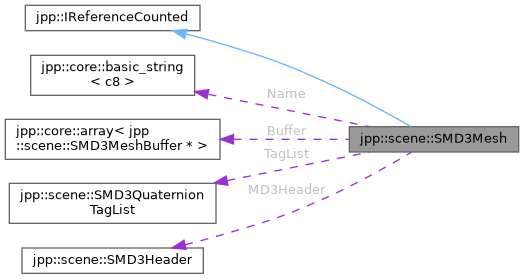 jpp::IReferenceCounted
jpp::core::basic_string
< c8 >
Name
jpp::core::array< jpp
::scene::SMD3MeshBuffer * >
Buffer
jpp::scene::SMD3Mesh
TagList
jpp::scene::SMD3Quaternion
TagList
MD3Header
jpp::scene::SMD3Header